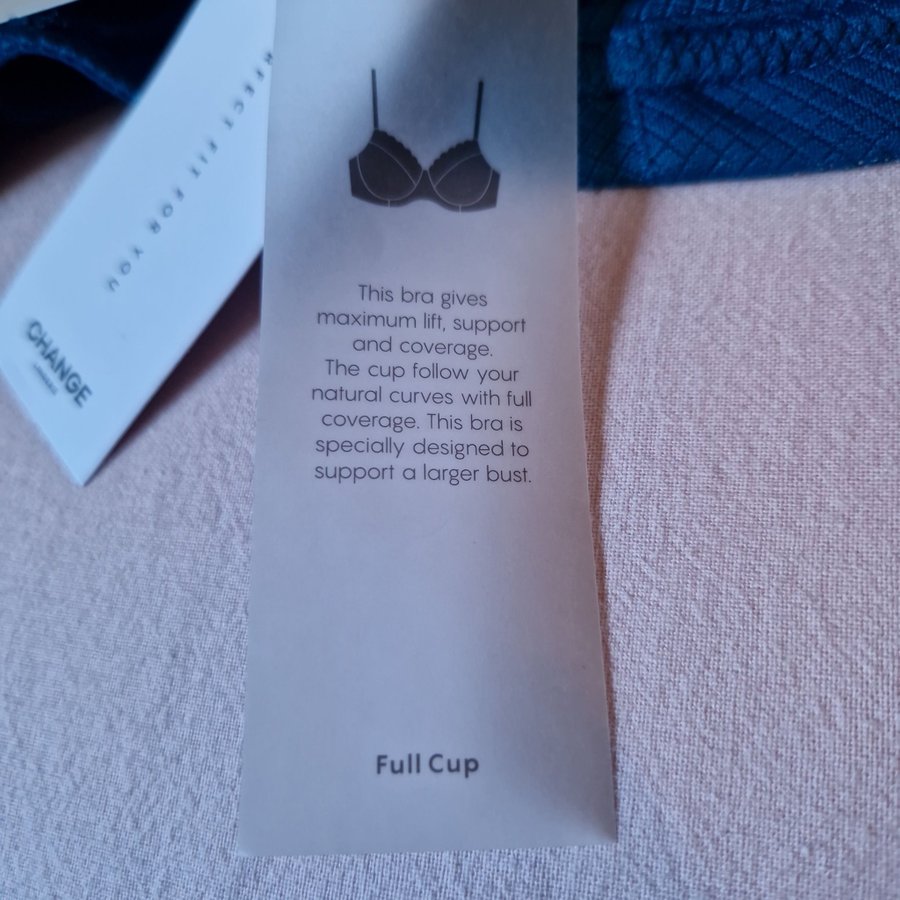 This bra gives
maximum lift, support
and coverage.
The cup follow your
natural curves with full
coverage. This bra is
specially designed to
support a larger bust.
Full Cup
FIT FOR YOU
CHANGE